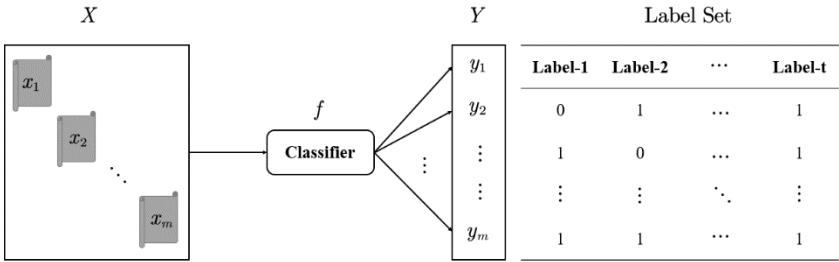 X
Y
Label Set
x₁
x₂
⋱
xₘ
f
Classifier
⋮
y₁
y₂
⋮
⋮
yₘ
Label-1 Label-2 ⋯ Label-t
0 1 ⋯ 1
1 0 ⋯ 1
⋮ ⋮ ⋱ ⋮
1 1 ⋯ 1